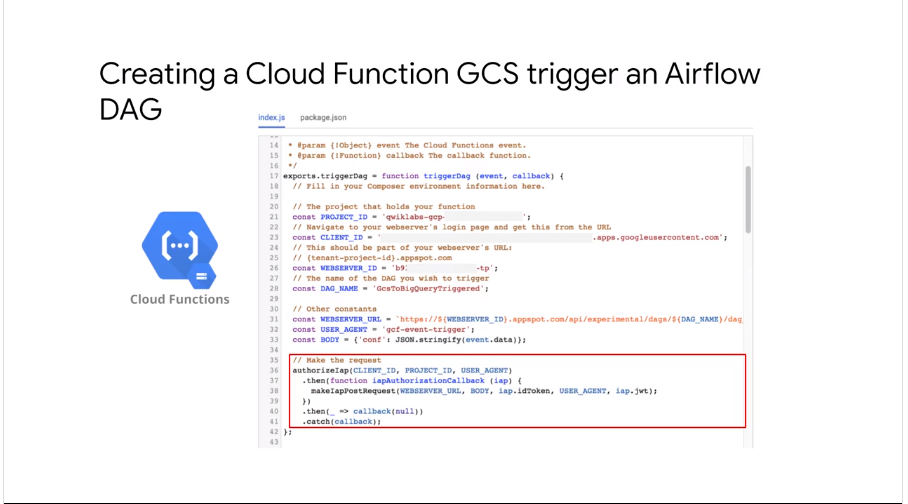 Creating a Cloud Function GCS trigger an Airflow
DAG
index.js package.json
14 * @param {!Object} event The Cloud Functions event.
15 * @param {!Function} callback The callback function.
16 */
17 exports.triggerDag = function triggerDag (event, callback) {
18 // Fill in your Composer environment information here.
19
20 // The project that holds your function
21 const PROJECT_ID = 'qwiklabs-gcp- ';
22 // Navigate to your webserver's login page and get this from the URL
23 const CLIENT_ID = ' .apps.googleusercontent.com';
24 // This should be part of your webserver's URL:
25 // {tenant-project-id}.appspot.com
26 const WEBSERVER_ID = 'b9 -tp';
27 // The name of the DAG you wish to trigger
28 const DAG_NAME = 'GcsToBigQueryTriggered';
29
30 // Other constants
31 const WEBSERVER_URL = `https://${WEBSERVER_ID}.appspot.com/api/experimental/dags/${DAG_NAME}/dag_
32 const USER_AGENT = 'gcf-event-trigger';
33 const BODY = {'conf': JSON.stringify(event.data)};
34
35 // Make the request
36 authorizeIap(CLIENT_ID, PROJECT_ID, USER_AGENT)
37 .then(function iapAuthorizationCallback (iap) {
38 makeIapPostRequest(WEBSERVER_URL, BODY, iap.idToken, USER_AGENT, iap.jwt);
39 })
40 .then(_ => callback(null))
41 .catch(callback);
42 };
43
Cloud Functions